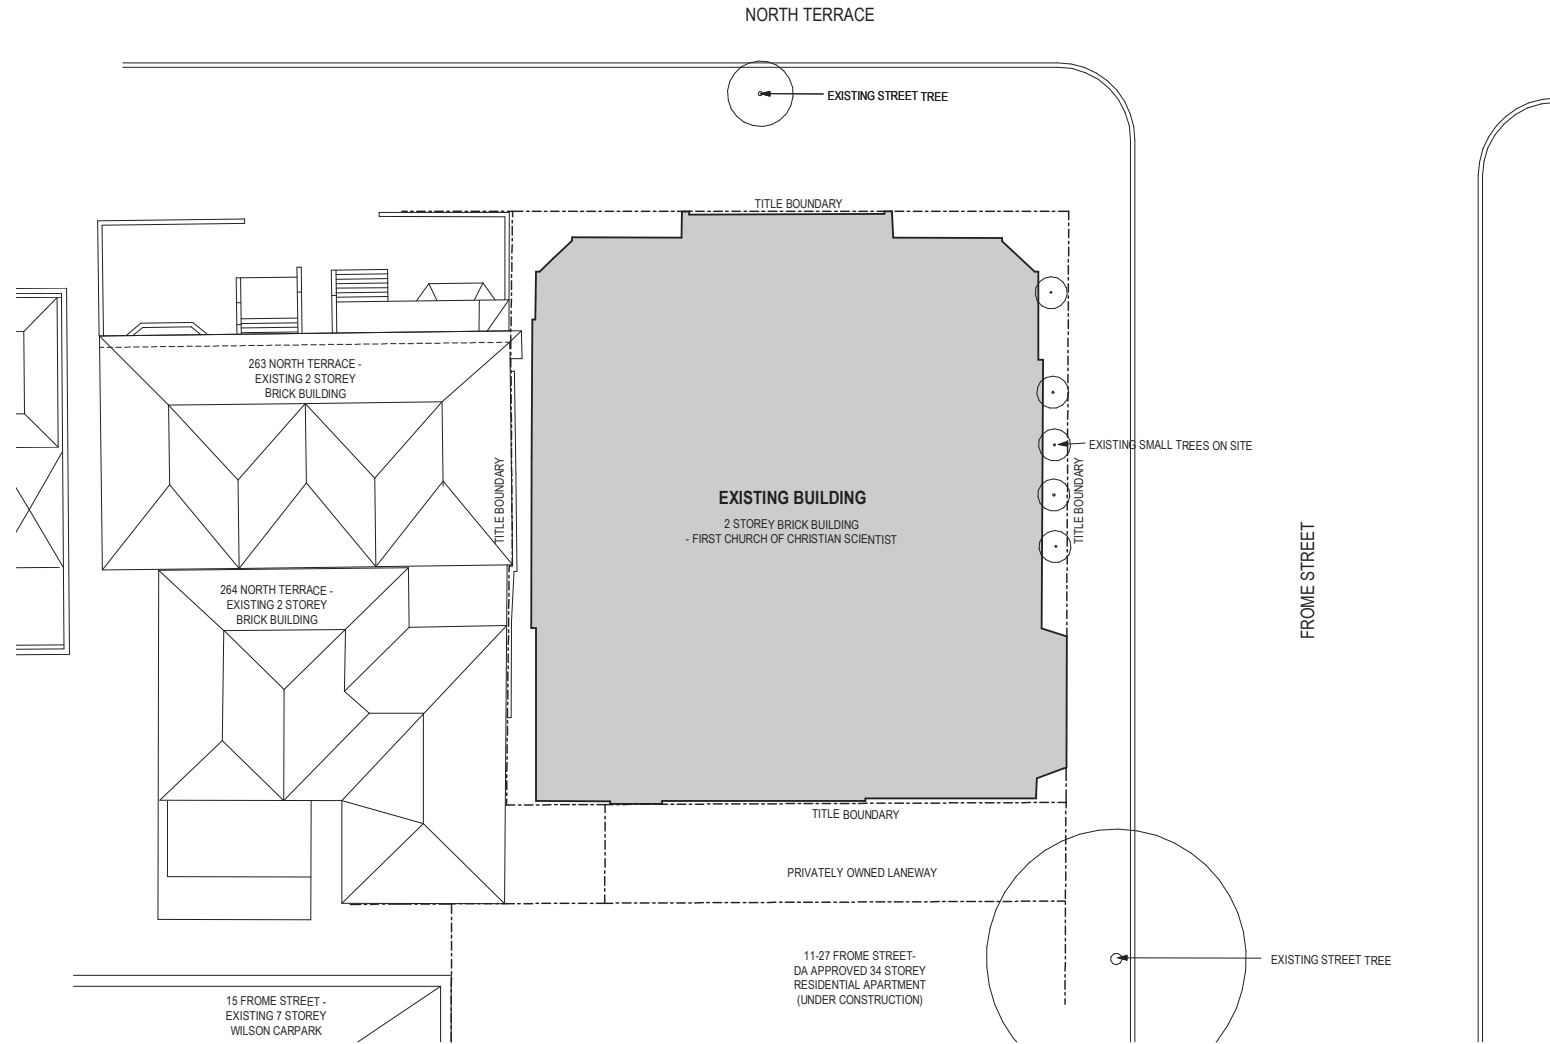 NORTH TERRACE
EXISTING STREET TREE
TITLE BOUNDARY
263 NORTH TERRACE -
EXISTING 2 STOREY
BRICK BUILDING
EXISTING SMALL TREES ON SITE
TITLE BOUNDARY
TITLE BOUNDARY
EXISTING BUILDING
2 STOREY BRICK BUILDING
- FIRST CHURCH OF CHRISTIAN SCIENTIST
FROME STREET
264 NORTH TERRACE -
EXISTING 2 STOREY
BRICK BUILDING
TITLE BOUNDARY
PRIVATELY OWNED LANEWAY
11-27 FROME STREET-
DA APPROVED 34 STOREY
RESIDENTIAL APARTMENT
(UNDER CONSTRUCTION)
EXISTING STREET TREE
15 FROME STREET -
EXISTING 7 STOREY
WILSON CARPARK